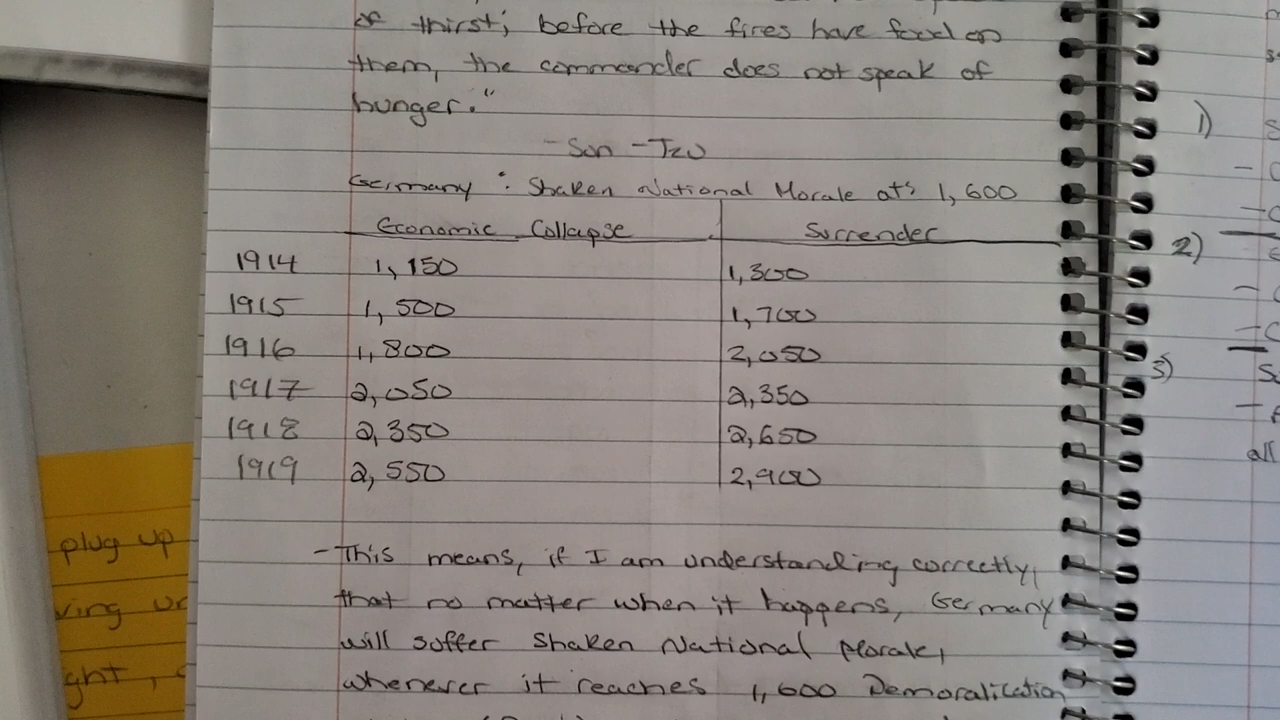 of thirst; before the fires have food on
them, the commander does not speak of
hunger."
- Sun - Tzu
Germany : Shaken National Morale at: 1,600
Economic Collapse Surrender
1914 1,150 1,300
1915 1,500 1,700
1916 1,800 2,050
1917 2,050 2,350
1918 2,350 2,650
1919 2,550 2,900
- This means, if I am understanding correctly,
that no matter when it happens, Germany
will suffer Shaken National Morale,
whenever it reaches 1,600 Demoralication
plug up
ving
ght,
1)
2)
3)
all